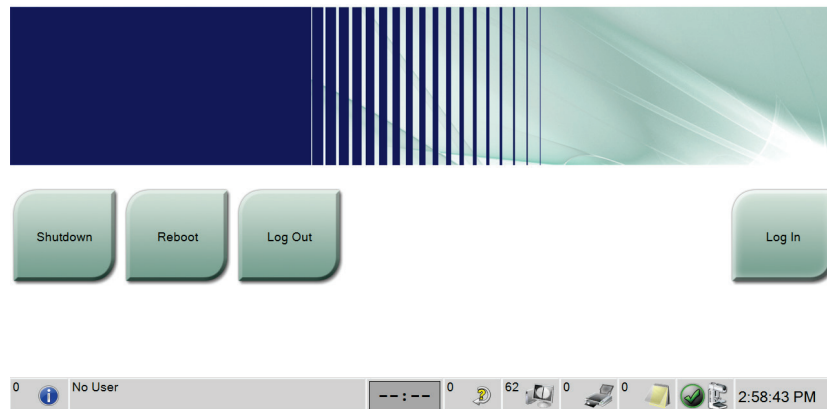 Shutdown
Reboot
Log Out
Log In
0
No User
--:--
0
62
0
0
2:58:43 PM